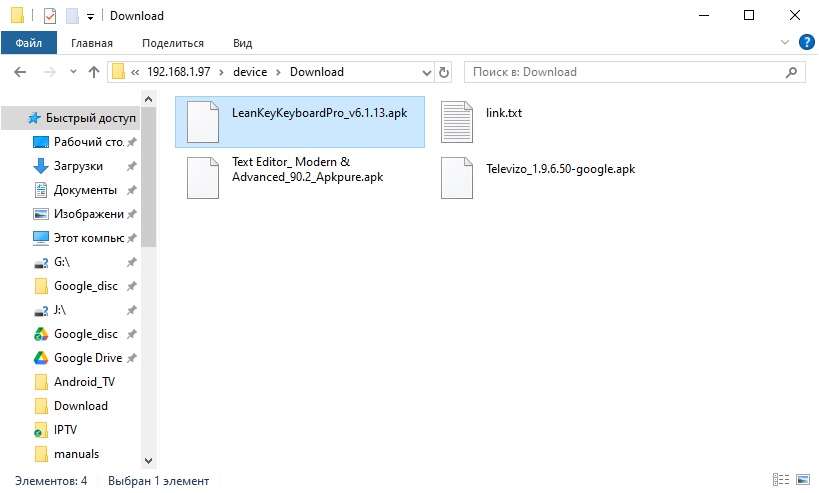 Download
Файл Главная Поделиться Вид
« 192.168.1.97 > device > Download
Поиск в: Download
Быстрый доступ
Рабочий сто.
Загрузки
Документы
Изображени
Этот компьк
G:\
Google_disc
J:\
Google_disc
Google Drive
Android_TV
Download
IPTV
manuals
LeanKeyKeyboardPro_v6.1.13.apk
link.txt
Text Editor_ Modern &
Advanced_90.2_Apkpure.apk
Televizo_1.9.6.50-google.apk
Элементов: 4 Выбран 1 элемент